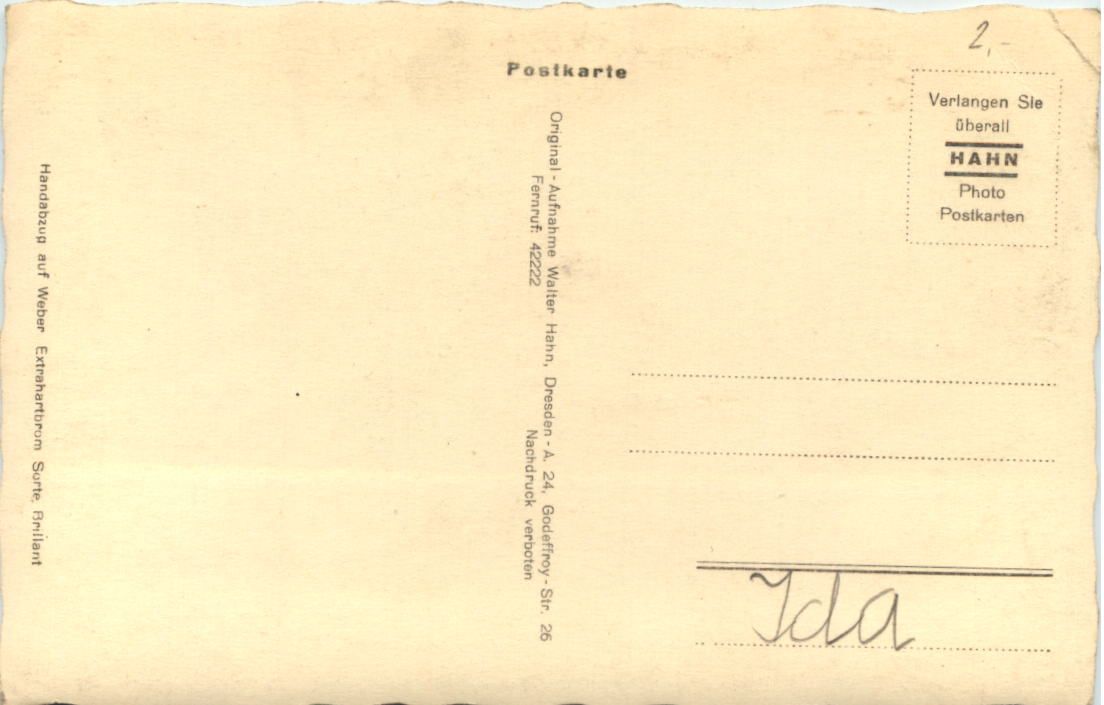 2,-
Postkarte
Verlangen Sie
überall
HAHN
Photo
Postkarten
Handabzug auf Weber Extrahartbrom Sorte Brillant
Original - Aufnahme Walter Hahn, Dresden - A. 24, Godeffroy - Str. 26
Fernruf: 42222 Nachdruck verboten
Ida